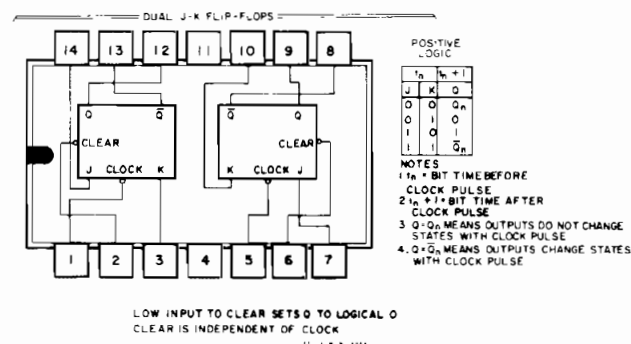 DUAL J-K FLIP-FLOPS
14 13 12 11 10 9 8
Q Q̅ Q̅ Q
CLEAR CLEAR
J CLOCK K K CLOCK J
1 2 3 4 5 6 7
LOW INPUT TO CLEAR SETS Q TO LOGICAL 0
CLEAR IS INDEPENDENT OF CLOCK
POSITIVE
LOGIC
tn tn + 1
J K Q
0 0 Qn
0 1 0
1 0 1
1 1 Q̅n
NOTES
1 tn = BIT TIME BEFORE
CLOCK PULSE
2 tn + 1 = BIT TIME AFTER
CLOCK PULSE
3 Q=Qn MEANS OUTPUTS DO NOT CHANGE
STATES WITH CLOCK PULSE
4. Q=Q̅n MEANS OUTPUTS CHANGE STATES
WITH CLOCK PULSE